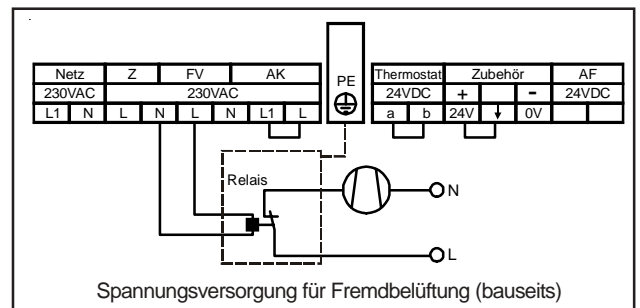 Netz Z FV AK PE Thermostat Zubehör AF
230VAC 230VAC 24VDC + - 24VDC
L1 N L N L N L1 L a b 24V ↓ 0V
Relais
N
L
Spannungsversorgung für Fremdbelüftung (bauseits)